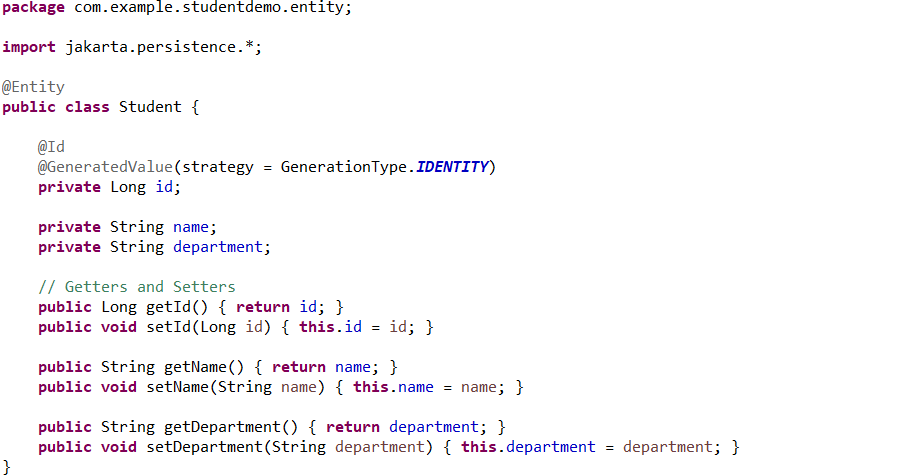 package com.example.studentdemo.entity;
import jakarta.persistence.*;
@Entity
public class Student {
@Id
@GeneratedValue(strategy = GenerationType.IDENTITY)
private Long id;
private String name;
private String department;
// Getters and Setters
public Long getId() { return id; }
public void setId(Long id) { this.id = id; }
public String getName() { return name; }
public void setName(String name) { this.name = name; }
public String getDepartment() { return department; }
public void setDepartment(String department) { this.department = department; }
}